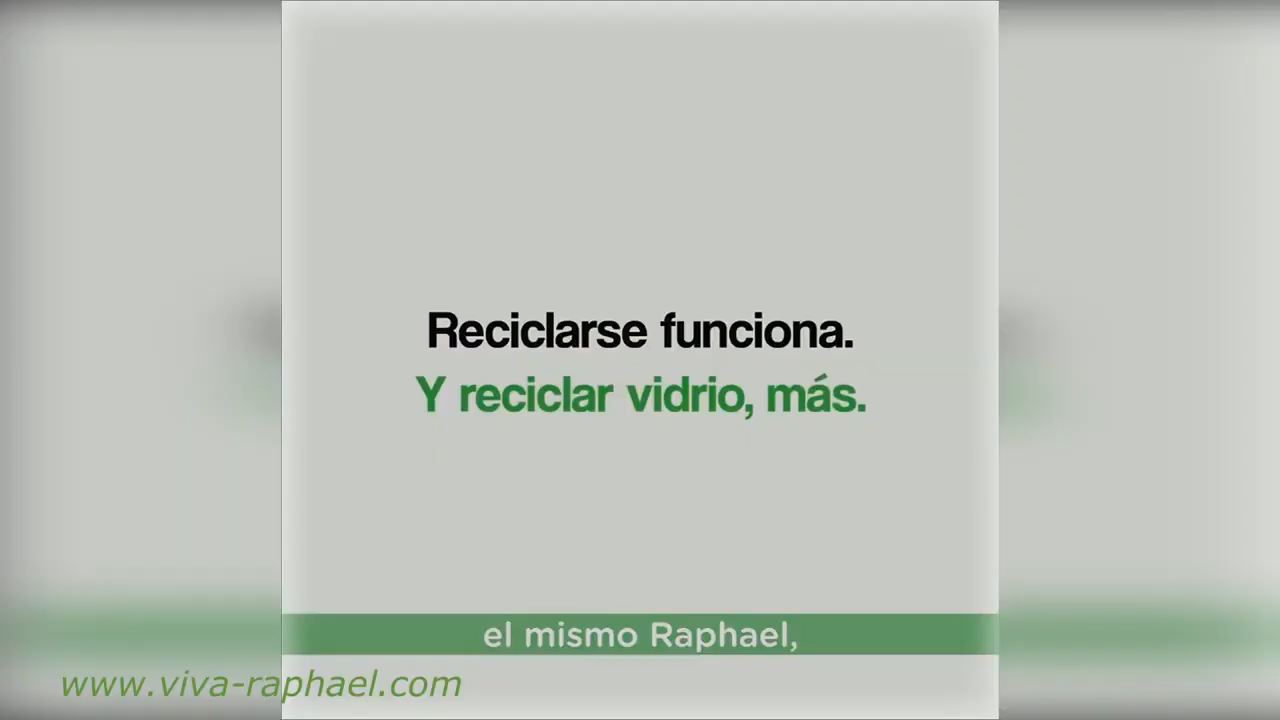 Reciclarse funciona.
Y reciclar vidrio, más.
el mismo Raphael,
www.viva-raphael.com